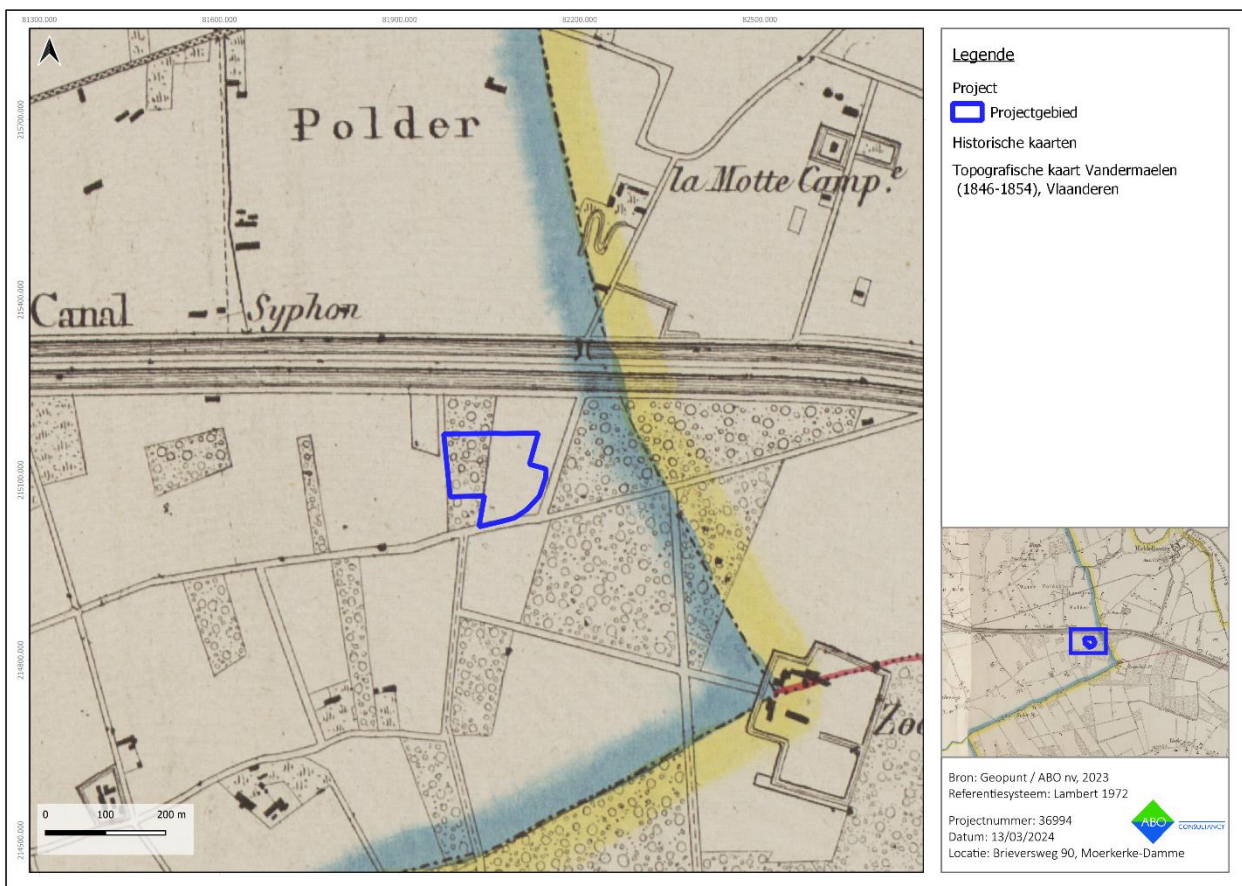 81300.000 81600.000 81900.000 82200.000 82500.000
215700.000
215400.000
215100.000
214800.000
214500.000
Polder
la Motte Camp.e
Canal
Syphon
Zoe
0 100 200 m
Legende
Project
Projectgebied
Historische kaarten
Topografische kaart Vandermaelen
(1846-1854), Vlaanderen
Bron: Geopunt / ABO nv, 2023
Referentiesysteem: Lambert 1972
Projectnummer: 36994
Datum: 13/03/2024
Locatie: Brieversweg 90, Moerkerke-Damme
ABO
CONSULTANCY